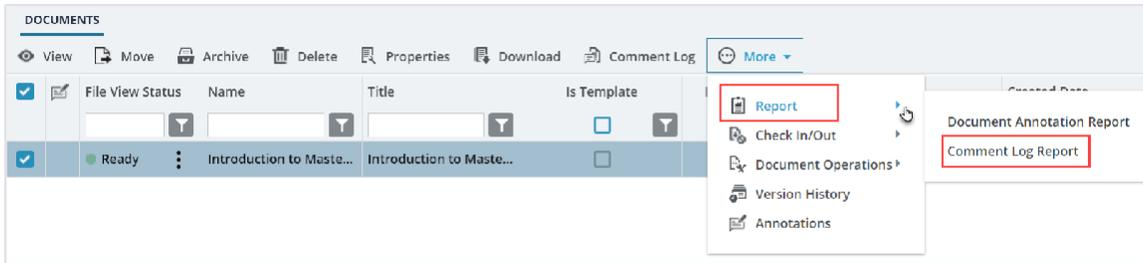 DOCUMENTS
View Move Archive Delete Properties Download Comment Log More
File View Status Name Title Is Template Created Date
Report
Document Annotation Report
Check In/Out
Comment Log Report
Ready Introduction to Maste... Introduction to Maste...
Document Operations
Version History
Annotations